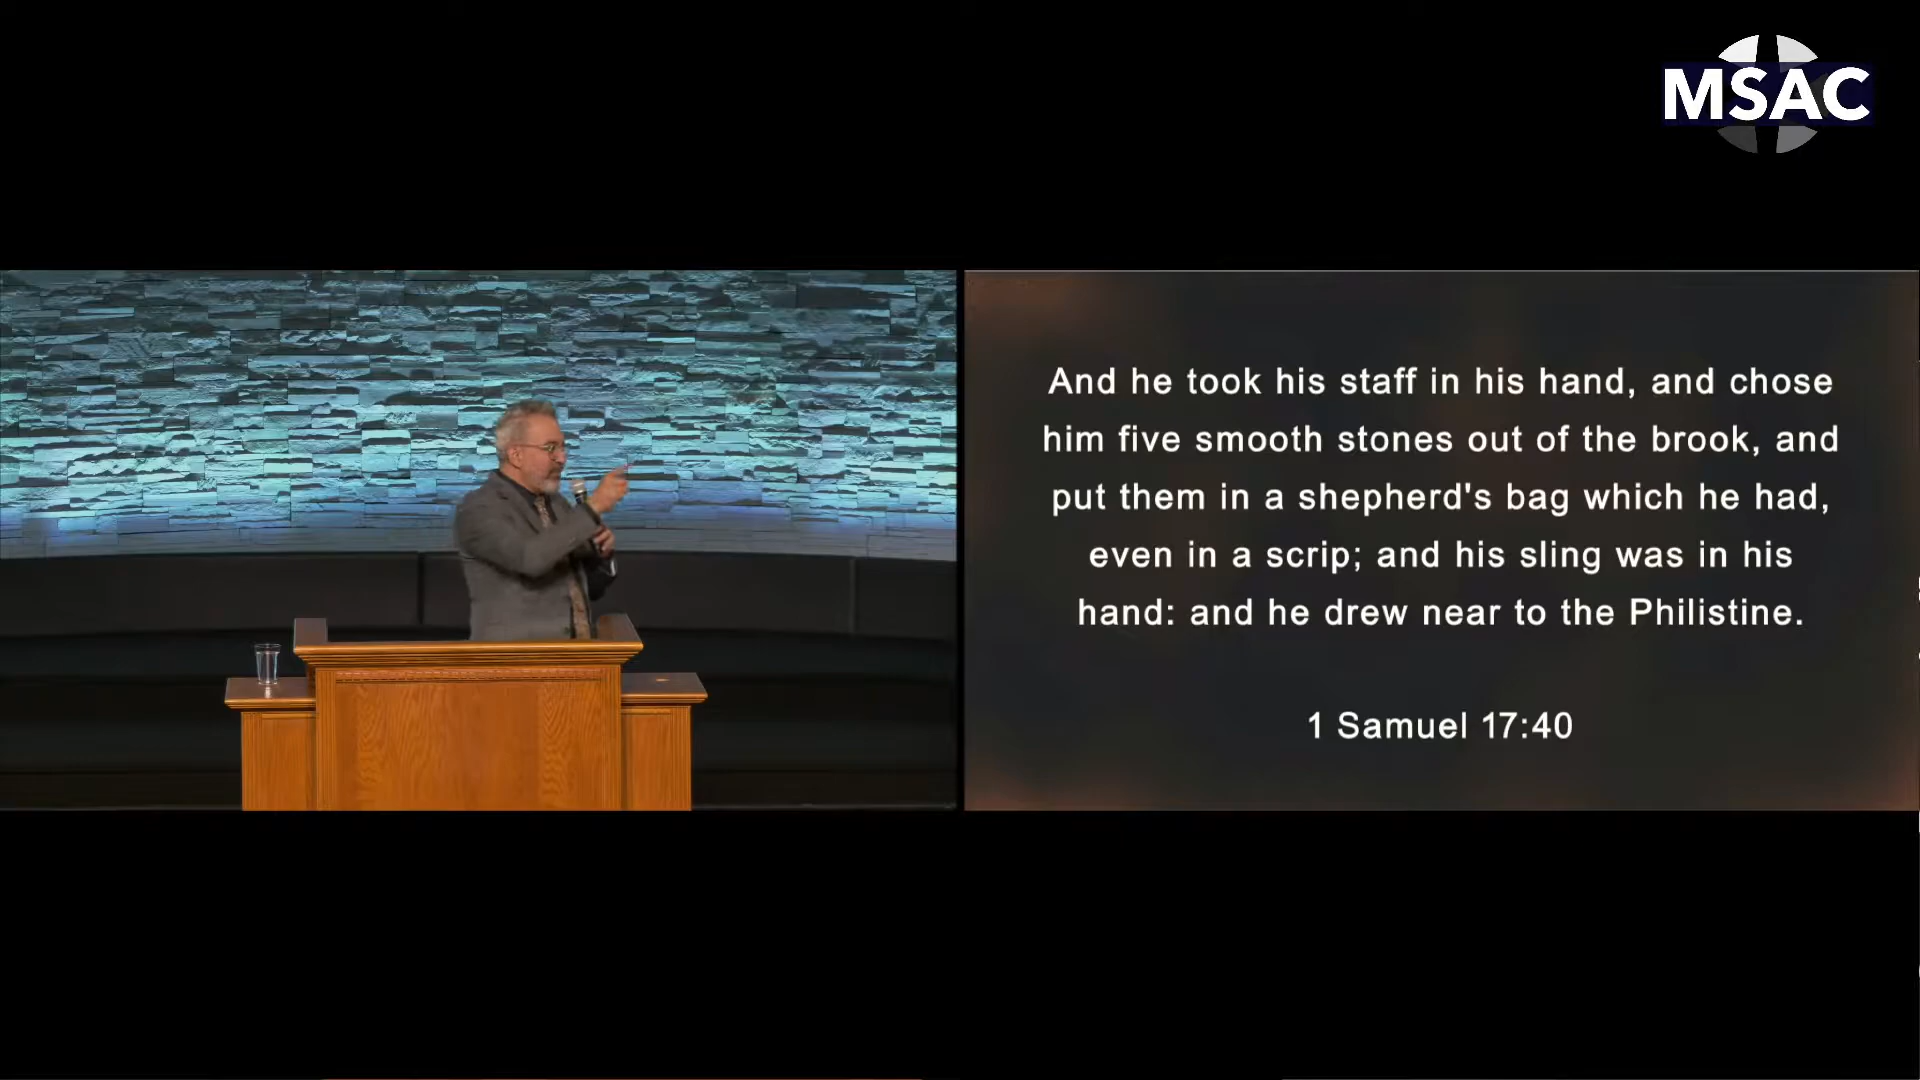 MSAC
And he took his staff in his hand, and chose
him five smooth stones out of the brook, and
put them in a shepherd's bag which he had,
even in a scrip; and his sling was in his
hand: and he drew near to the Philistine.
1 Samuel 17:40